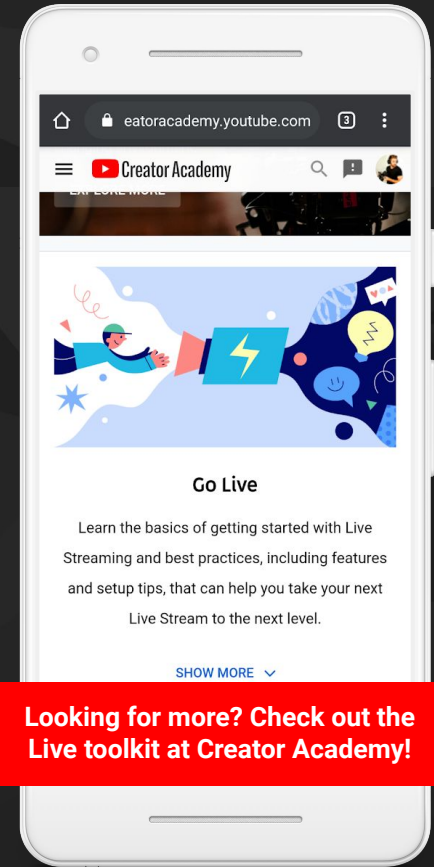 eatoracademy.youtube.com 3
Creator Academy
EXPLORE MORE
Go Live
Learn the basics of getting started with Live
Streaming and best practices, including features
and setup tips, that can help you take your next
Live Stream to the next level.
SHOW MORE
Looking for more? Check out the
Live toolkit at Creator Academy!